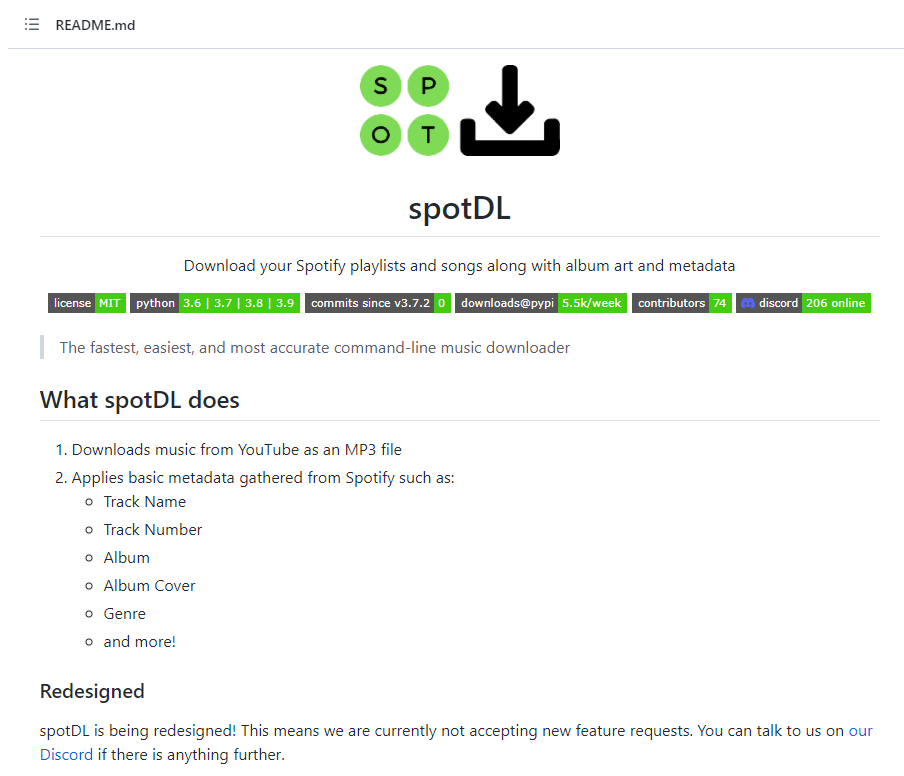 README.md
S P
O T
spotDL
Download your Spotify playlists and songs along with album art and metadata
license MIT python 3.6 | 3.7 | 3.8 | 3.9 commits since v3.7.2 0 downloads@pypi 5.5k/week contributors 74 discord 206 online
The fastest, easiest, and most accurate command-line music downloader
What spotDL does
1. Downloads music from YouTube as an MP3 file
2. Applies basic metadata gathered from Spotify such as:
Track Name
Track Number
Album
Album Cover
Genre
and more!
Redesigned
spotDL is being redesigned! This means we are currently not accepting new feature requests. You can talk to us on our
Discord if there is anything further.